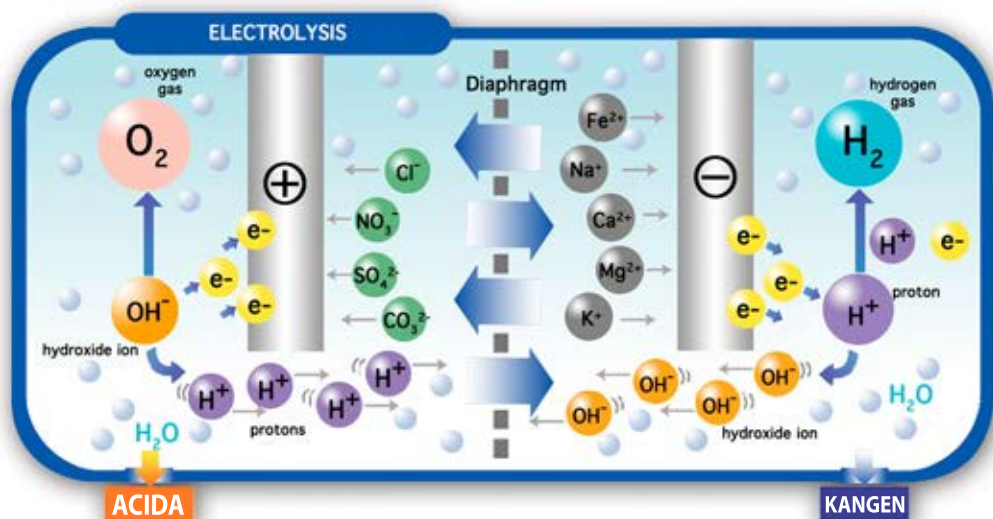 ELECTROLYSIS
oxygen
gas
O₂
+
Cl⁻
NO₃⁻
SO₄²⁻
CO₃²⁻
e-
e-
e-
OH⁻
hydroxide ion
H⁺
H⁺
H⁺
H⁺
protons
H₂O
ACIDA
Diaphragm
Fe²⁺
Na⁺
Ca²⁺
Mg²⁺
K⁺
−
hydrogen
gas
H₂
H⁺
e-
e-
e-
e-
H⁺
proton
OH⁻
OH⁻
OH⁻
OH⁻
hydroxide ion
H₂O
KANGEN